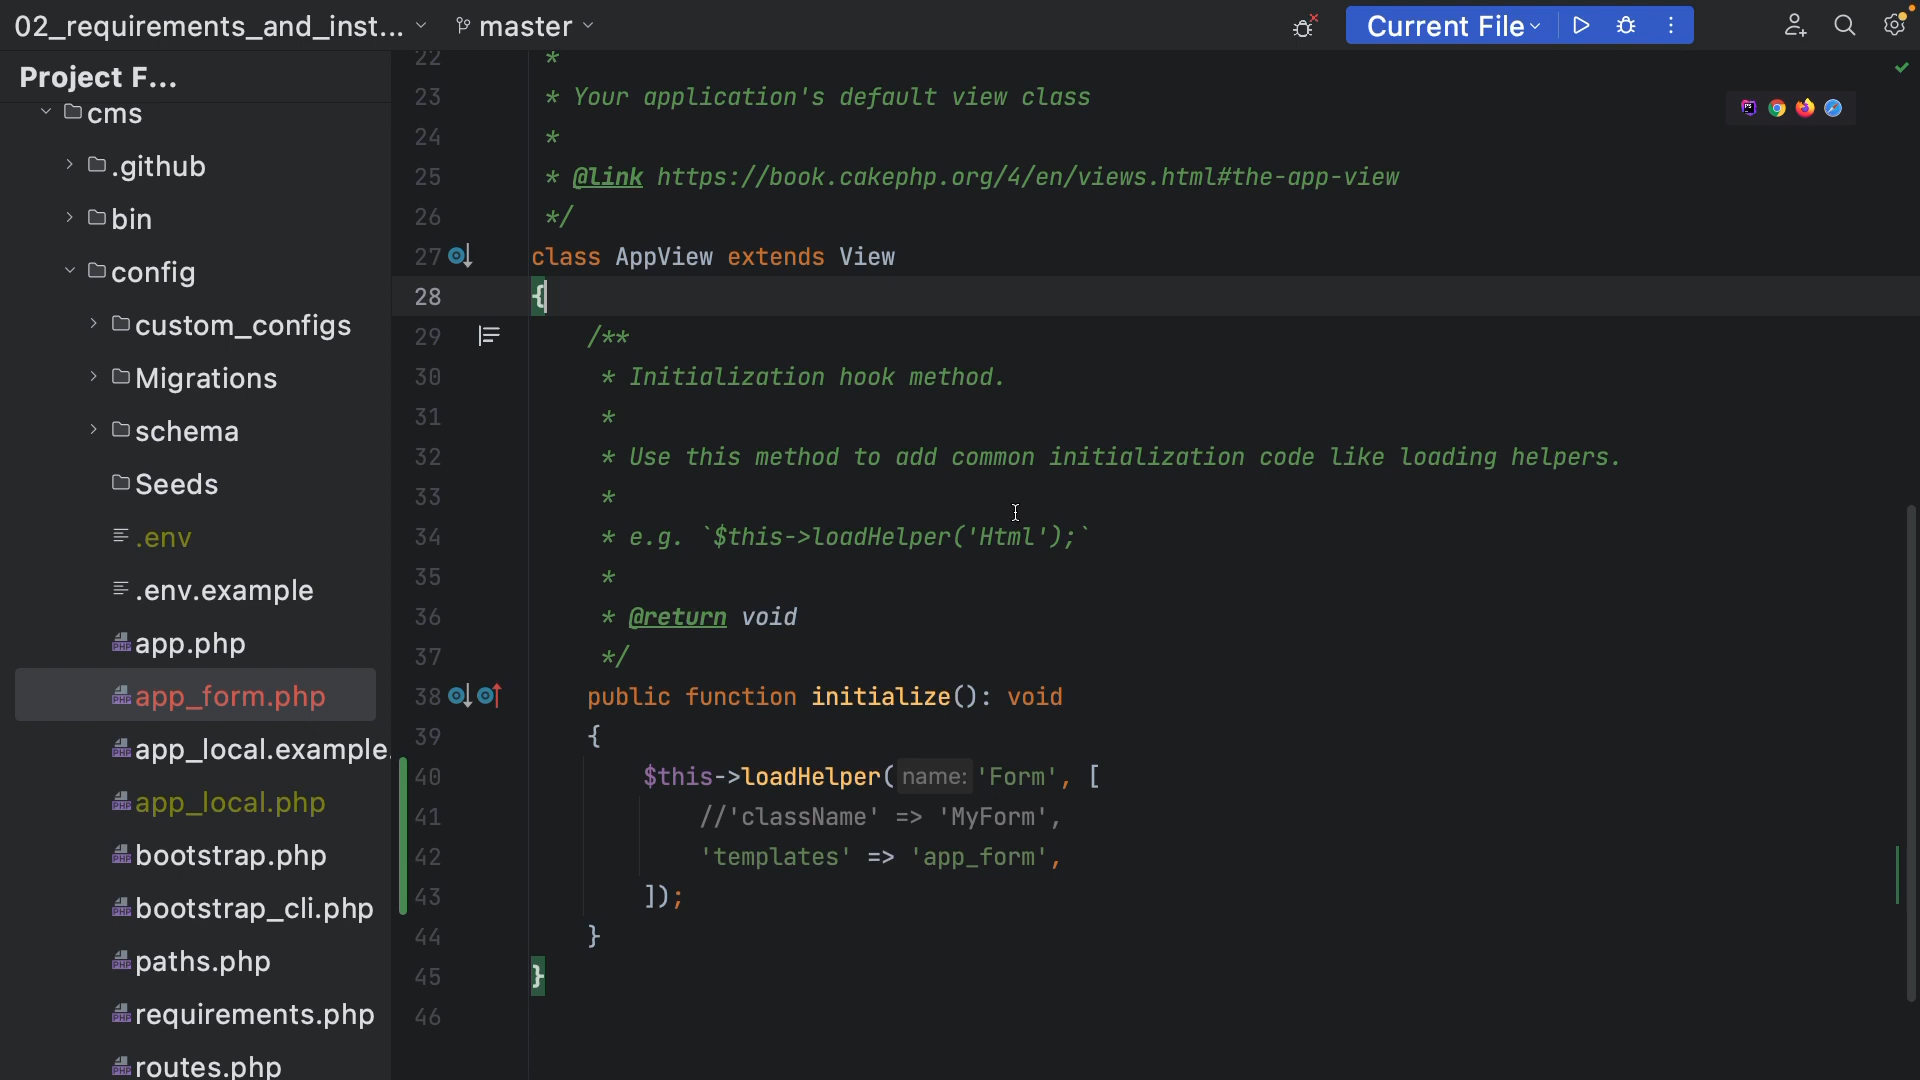 02_requirements_and_inst...
master
Current File
Project F...
cms
.github
bin
config
custom_configs
Migrations
schema
Seeds
.env
.env.example
app.php
app_form.php
app_local.example.
app_local.php
bootstrap.php
bootstrap_cli.php
paths.php
requirements.php
routes.php
22 *
23 * Your application's default view class
24 *
25 * @link https://book.cakephp.org/4/en/views.html#the-app-view
26 */
27 class AppView extends View
28 {
29 /**
30 * Initialization hook method.
31 *
32 * Use this method to add common initialization code like loading helpers.
33 *
34 * e.g. `$this->loadHelper('Html');`
35 *
36 * @return void
37 */
38 public function initialize(): void
39 {
40 $this->loadHelper( name: 'Form', [
41 //'className' => 'MyForm',
42 'templates' => 'app_form',
43 ]);
44 }
45 }
46